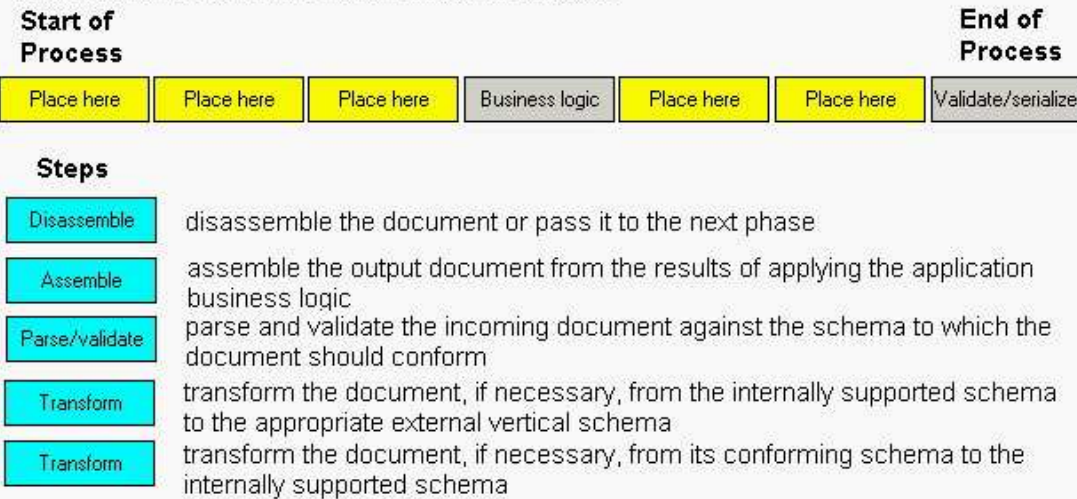 Start of
Process
End of
Process
Place here
Place here
Place here
Business logic
Place here
Place here
Validate/serialize
Steps
Disassemble
disassemble the document or pass it to the next phase
Assemble
assemble the output document from the results of applying the application
business logic
Parse/validate
parse and validate the incoming document against the schema to which the
document should conform
Transform
transform the document, if necessary, from the internally supported schema
to the appropriate external vertical schema
Transform
transform the document, if necessary, from its conforming schema to the
internally supported schema